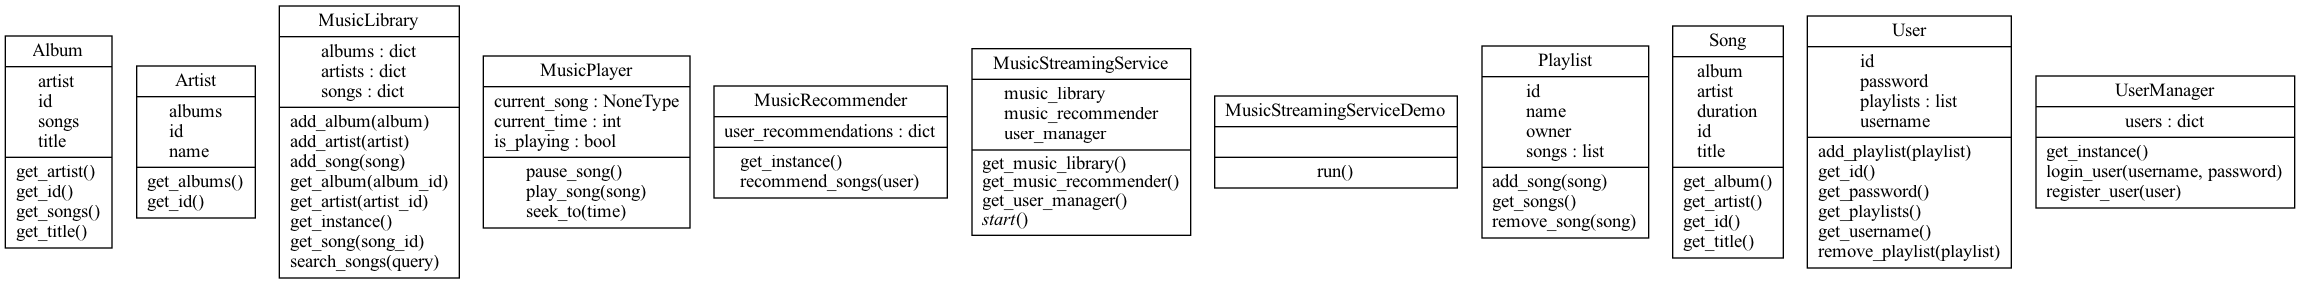 Album
artist
id
songs
title
get_artist()
get_id()
get_songs()
get_title()
Artist
albums
id
name
get_albums()
get_id()
MusicLibrary
albums : dict
artists : dict
songs : dict
add_album(album)
add_artist(artist)
add_song(song)
get_album(album_id)
get_artist(artist_id)
get_instance()
get_song(song_id)
search_songs(query)
MusicPlayer
current_song : NoneType
current_time : int
is_playing : bool
pause_song()
play_song(song)
seek_to(time)
MusicRecommender
user_recommendations : dict
get_instance()
recommend_songs(user)
MusicStreamingService
music_library
music_recommender
user_manager
get_music_library()
get_music_recommender()
get_user_manager()
start()
MusicStreamingServiceDemo
run()
Playlist
id
name
owner
songs : list
add_song(song)
get_songs()
remove_song(song)
Song
album
artist
duration
id
title
get_album()
get_artist()
get_id()
get_title()
User
id
password
playlists : list
username
add_playlist(playlist)
get_id()
get_password()
get_playlists()
get_username()
remove_playlist(playlist)
UserManager
users : dict
get_instance()
login_user(username, password)
register_user(user)